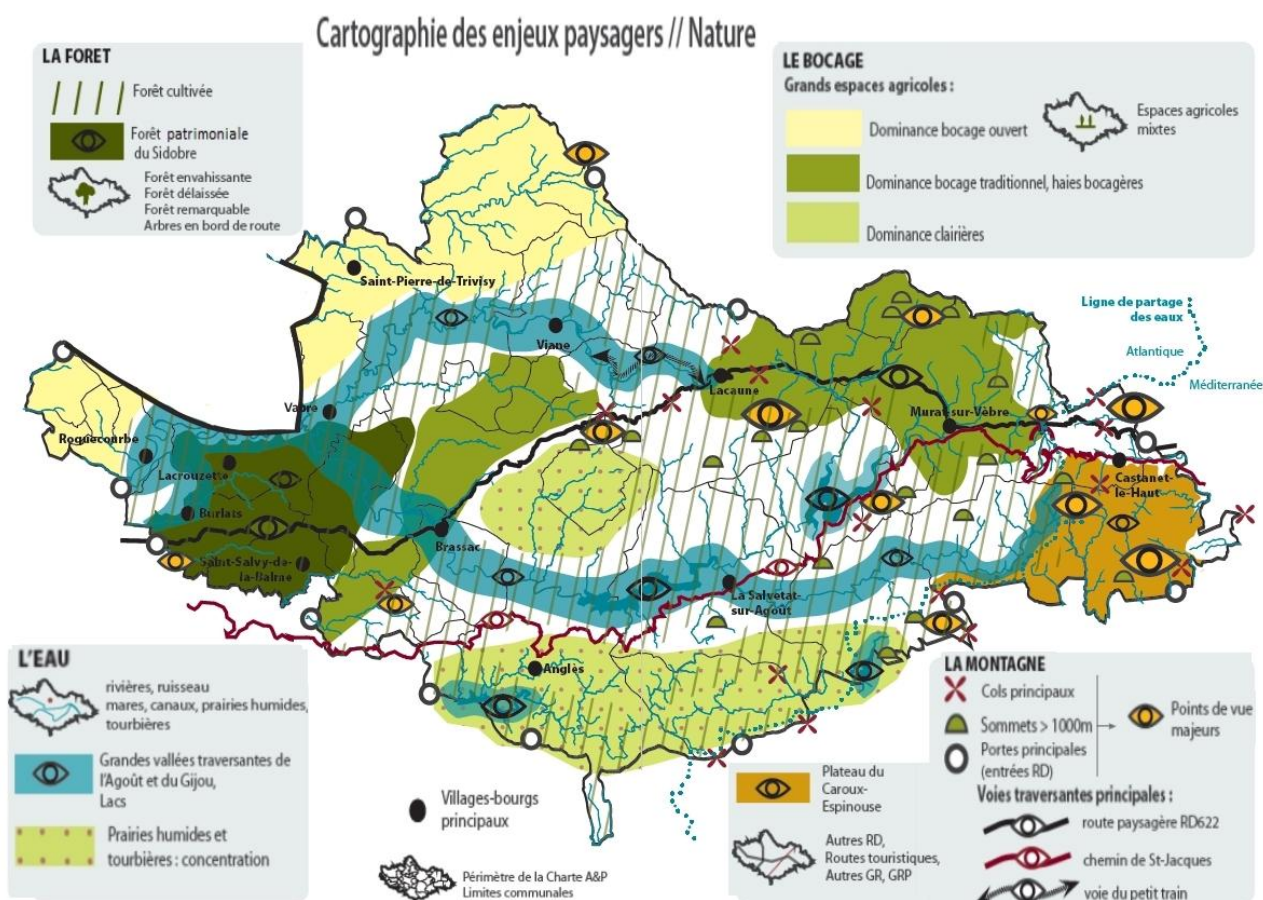 Cartographie des enjeux paysagers // Nature
LA FORET
Forêt cultivée
Forêt patrimoniale
du Sidobre
Forêt envahissante
Forêt délaissée
Forêt remarquable
Arbres en bord de route
LE BOCAGE
Grands espaces agricoles :
Dominance bocage ouvert
Espaces agricoles
mixtes
Dominance bocage traditionnel, haies bocagères
Dominance clairières
Saint-Pierre-de-Trivisy
Viane
Vabre
Lacaune
Murat-sur-Vèbre
Roquecourbe
Lacrouzette
Burlats
Saint-Salvy-de-
la-Balme
Brassac
La Salvetat-
sur-Agoût
Anglès
Castanet-
le-Haut
Ligne de partage
des eaux
Atlantique
Méditerranée
L'EAU
rivières, ruisseau
mares, canaux, prairies humides,
tourbières
Grandes vallées traversantes de
l'Agoût et du Gijou,
Lacs
Prairies humides et
tourbières : concentration
Villages-bourgs
principaux
Périmètre de la Charte A&P
Limites communales
Plateau du
Caroux-
Espinouse
Autres RD,
Routes touristiques,
Autres GR, GRP
LA MONTAGNE
Cols principaux
Sommets > 1000m
Portes principales
(entrées RD)
Points de vue
majeurs
Voies traversantes principales :
route paysagère RD622
chemin de St-Jacques
voie du petit train